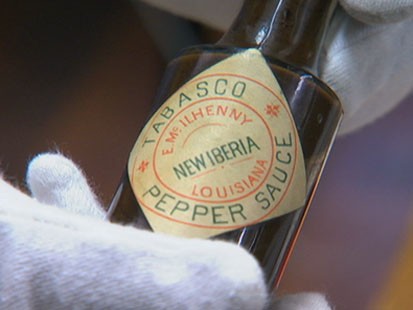 TABASCO
E. McILHENNY
NEW IBERIA
LOUISIANA
PEPPER SAUCE